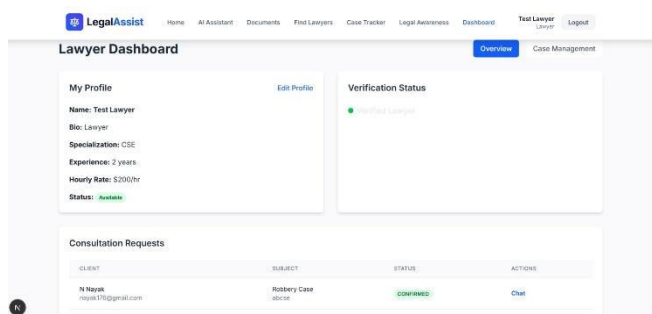 LegalAssist
Home AI Assistant Documents Find Lawyers Case Tracker Legal Awareness Dashboard Test Lawyer Lawyer Logout
Lawyer Dashboard
Overview Case Management
My Profile Edit Profile
Name: Test Lawyer
Bio: Lawyer
Specialization: CSE
Experience: 2 years
Hourly Rate: $200/hr
Status: Available
Verification Status
Verified Lawyer
Consultation Requests
CLIENT SUBJECT STATUS ACTIONS
N Nayak Robbery Case CONFIRMED Chat
nayak170@gmail.com abcse
N